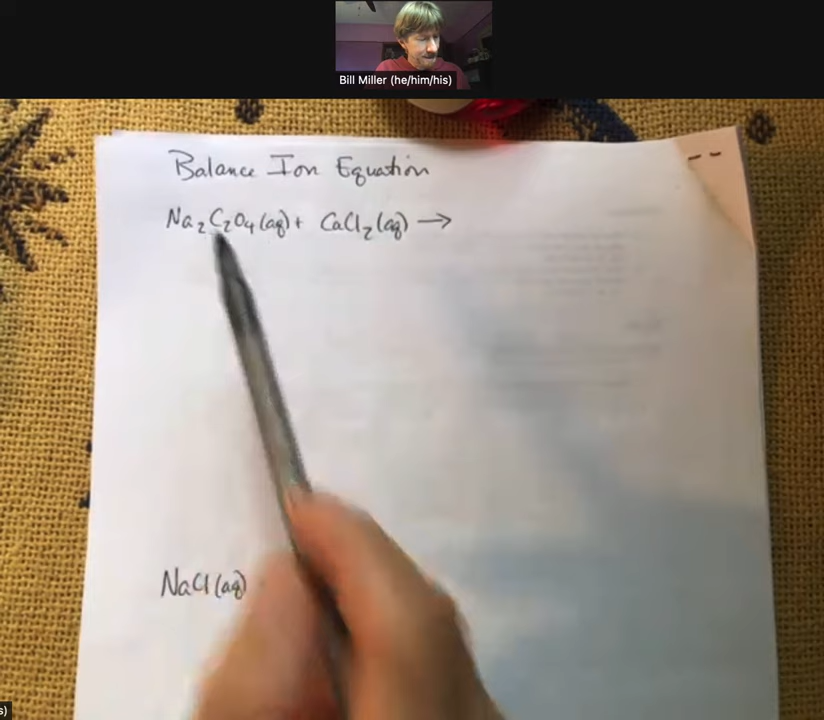 Bill Miller (he/him/his)
Balance Ion Equation
Na₂C₂O₄(aq) + CaCl₂(aq) →
NaCl(aq)
s)